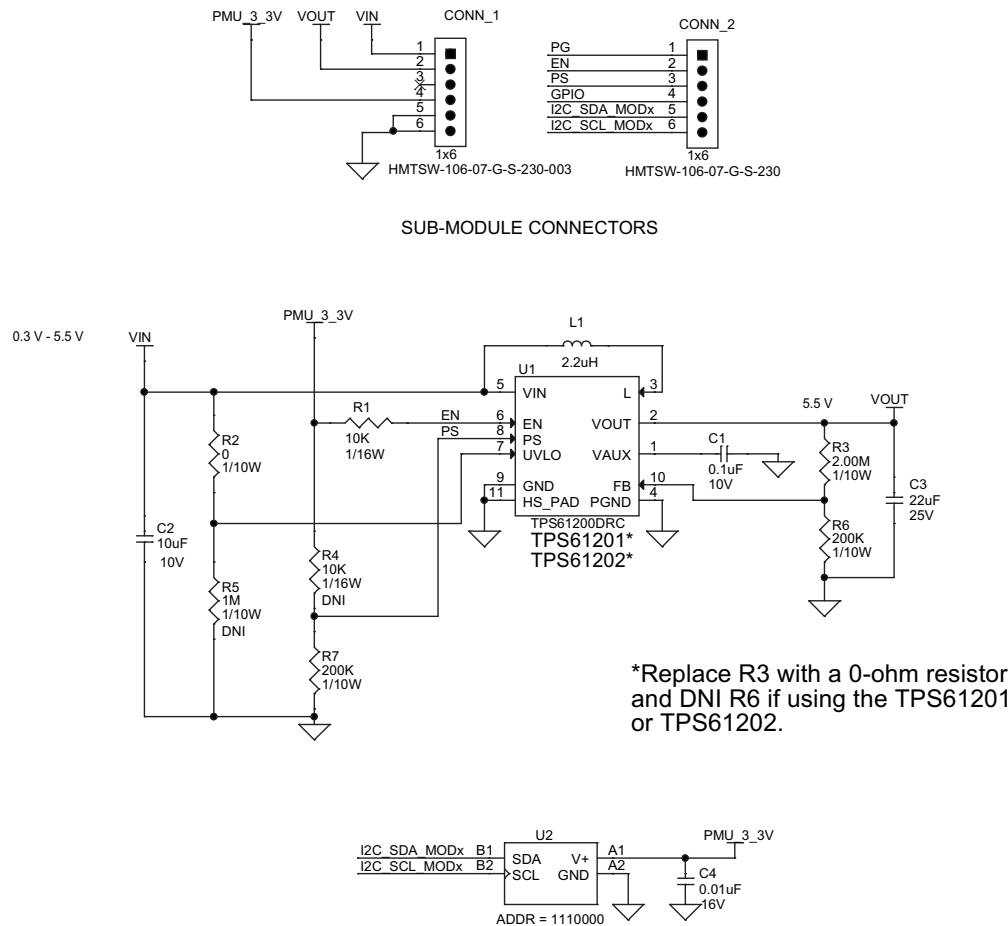 PMU_3_3V VOUT VIN CONN_1
1
2
3
4
5
6
1x6
HMTSW-106-07-G-S-230-003
CONN_2
PG 1
EN 2
PS 3
GPIO 4
I2C_SDA_MODx 5
I2C_SCL_MODx 6
1x6
HMTSW-106-07-G-S-230
SUB-MODULE CONNECTORS
0.3 V - 5.5 V
VIN
PMU_3_3V
L1
2.2uH
U1
5 VIN
6 EN
8 PS
7 UVLO
9 GND
11 HS_PAD
L 3
VOUT 2
VAUX 1
FB 10
PGND 4
TPS61200DRC
TPS61201*
TPS61202*
EN
PS
R1
10K
1/16W
R2
0
1/10W
C2
10uF
10V
R5
1M
1/10W
DNI
R4
10K
1/16W
DNI
R7
200K
1/10W
C1
0.1uF
10V
5.5 V
VOUT
R3
2.00M
1/10W
R6
200K
1/10W
C3
22uF
25V
*Replace R3 with a 0-ohm resistor
and DNI R6 if using the TPS61201
or TPS61202.
U2
I2C_SDA_MODx B1 SDA
I2C_SCL_MODx B2 SCL
V+ A1
GND A2
ADDR = 1110000
PMU_3_3V
C4
0.01uF
16V